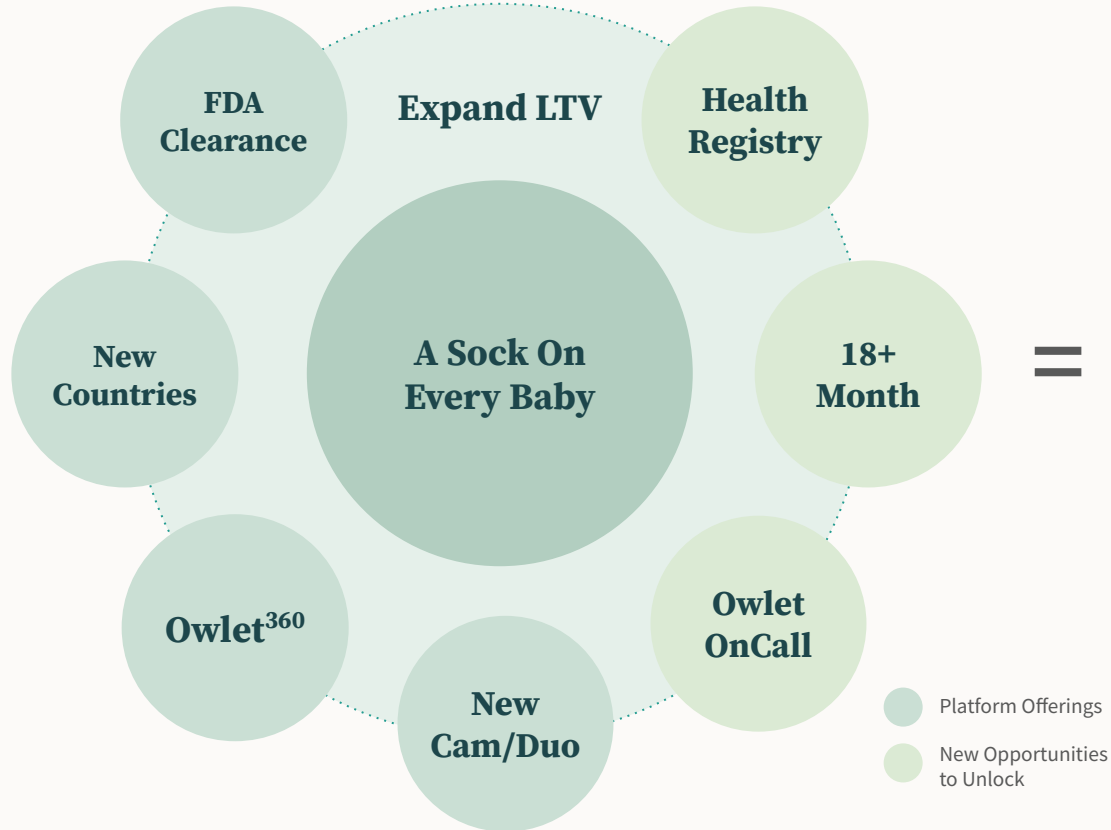 FDA
Clearance
Expand LTV
Health
Registry
New
Countries
A Sock On
Every Baby
18+
Month
=
Owlet360
Owlet
OnCall
New
Cam/Duo
Platform Offerings
New Opportunities
to Unlock